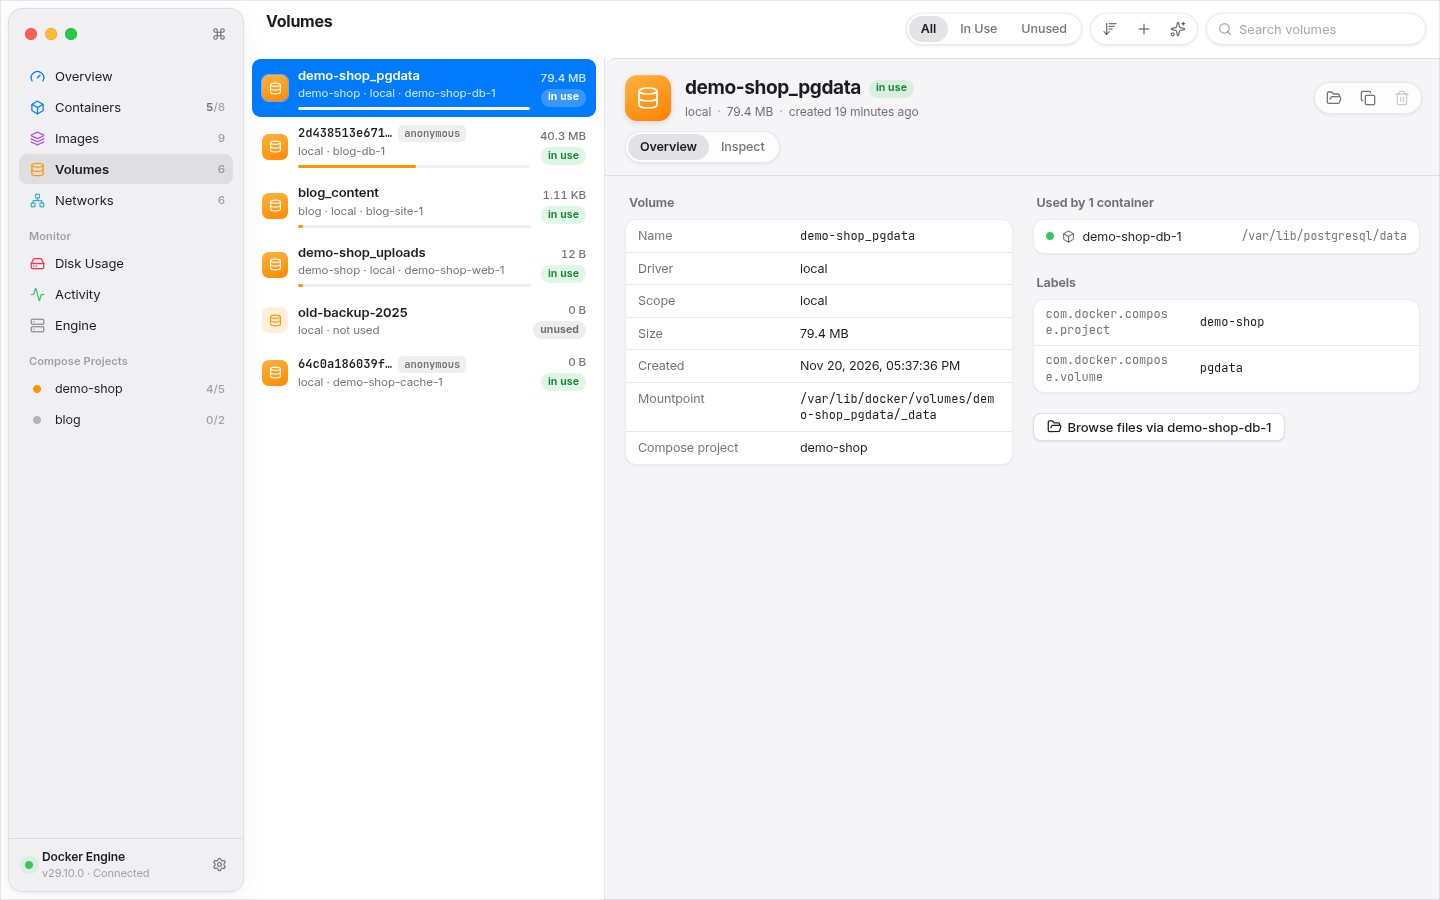 ⌘
Overview
Containers 5/8
Images 9
Volumes 6
Networks 6
Monitor
Disk Usage
Activity
Engine
Compose Projects
demo-shop 4/5
blog 0/2
Docker Engine
v29.10.0 · Connected
Volumes
All In Use Unused
Search volumes
demo-shop_pgdata 79.4 MB
demo-shop · local · demo-shop-db-1 in use
2d438513e671… anonymous 40.3 MB
local · blog-db-1 in use
blog_content 1.11 KB
blog · local · blog-site-1 in use
demo-shop_uploads 12 B
demo-shop · local · demo-shop-web-1 in use
old-backup-2025 0 B
local · not used unused
64c0a186039f… anonymous 0 B
local · demo-shop-cache-1 in use
demo-shop_pgdata in use
local · 79.4 MB · created 19 minutes ago
Overview Inspect
Volume
Name demo-shop_pgdata
Driver local
Scope local
Size 79.4 MB
Created Nov 20, 2026, 05:37:36 PM
Mountpoint /var/lib/docker/volumes/dem
o-shop_pgdata/_data
Compose project demo-shop
Used by 1 container
demo-shop-db-1 /var/lib/postgresql/data
Labels
com.docker.compos
e.project demo-shop
com.docker.compos
e.volume pgdata
Browse files via demo-shop-db-1